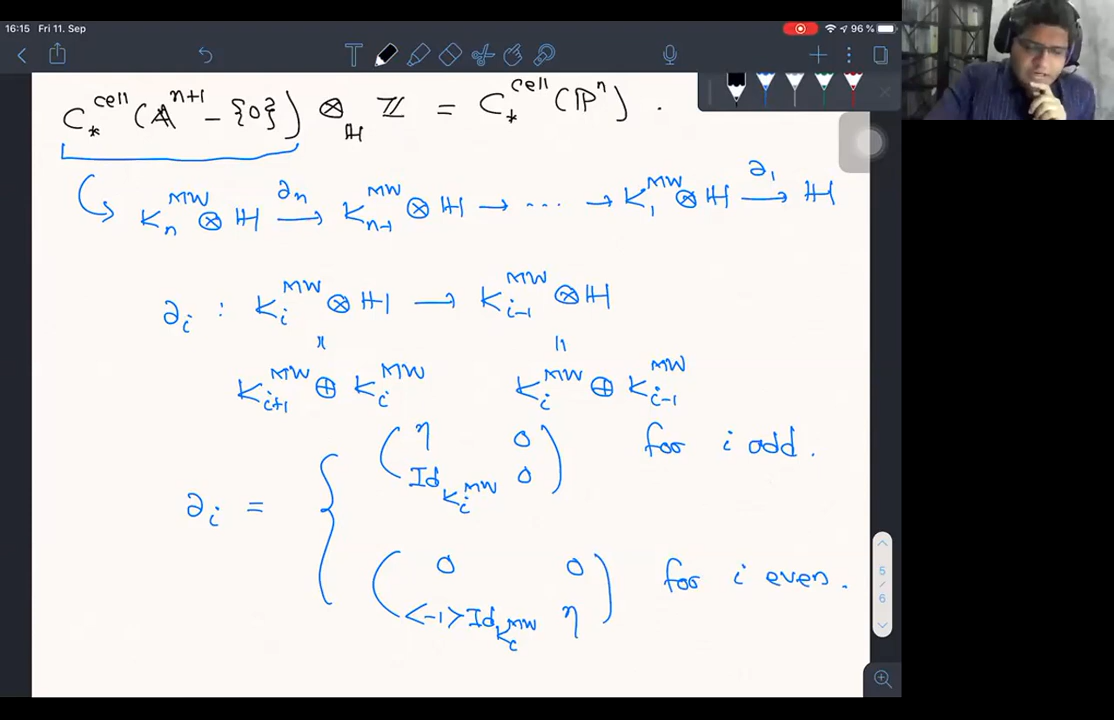 16:15 Fri 11. Sep
96 %
C_*^{cell}(𝔸^{n+1} - {0}) ⊗_ℍ ℤ = C_*^{cell}(ℙ^n) .
K_n^{MW} ⊗ ℍ →^{∂_n} K_{n-1}^{MW} ⊗ ℍ → ... → K_1^{MW} ⊗ ℍ →^{∂_1} ℍ
∂_i : K_i^{MW} ⊗ ℍ → K_{i-1}^{MW} ⊗ ℍ
K_{i+1}^{MW} ⊕ K_i^{MW} K_i^{MW} ⊕ K_{i-1}^{MW}
∂_i = { ( η 0 ; Id_{K_i^{MW}} 0 ) for i odd.
( 0 0 ; <-1> Id_{K_i^{MW}} η ) for i even.
5 / 6